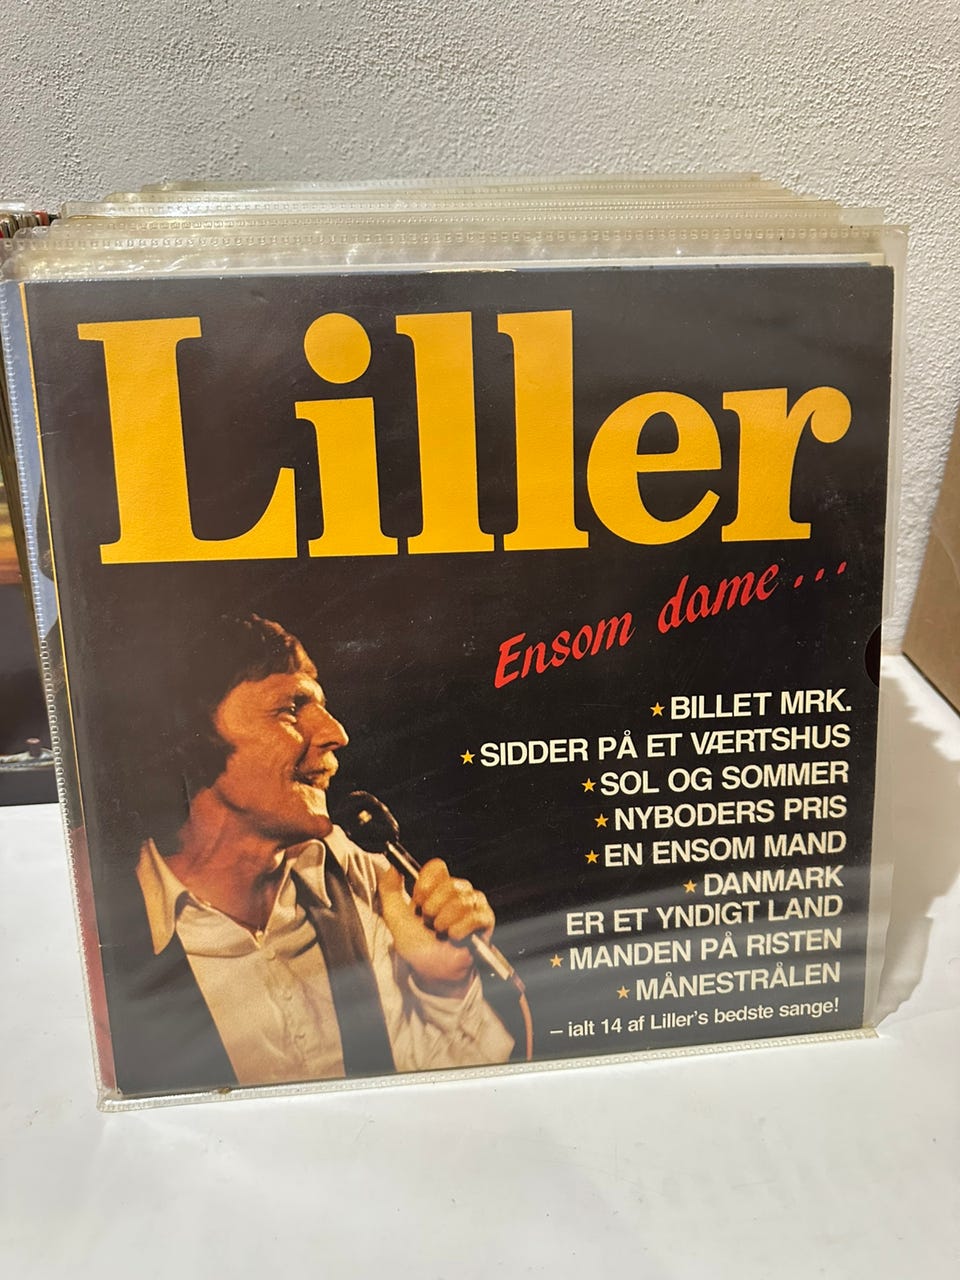 Liller
Ensom dame...
★ BILLET MRK.
★ SIDDER PÅ ET VÆRTSHUS
★ SOL OG SOMMER
★ NYBODERS PRIS
★ EN ENSOM MAND
★ DANMARK
ER ET YNDIGT LAND
★ MANDEN PÅ RISTEN
★ MÅNESTRÅLEN
– ialt 14 af Liller's bedste sange!